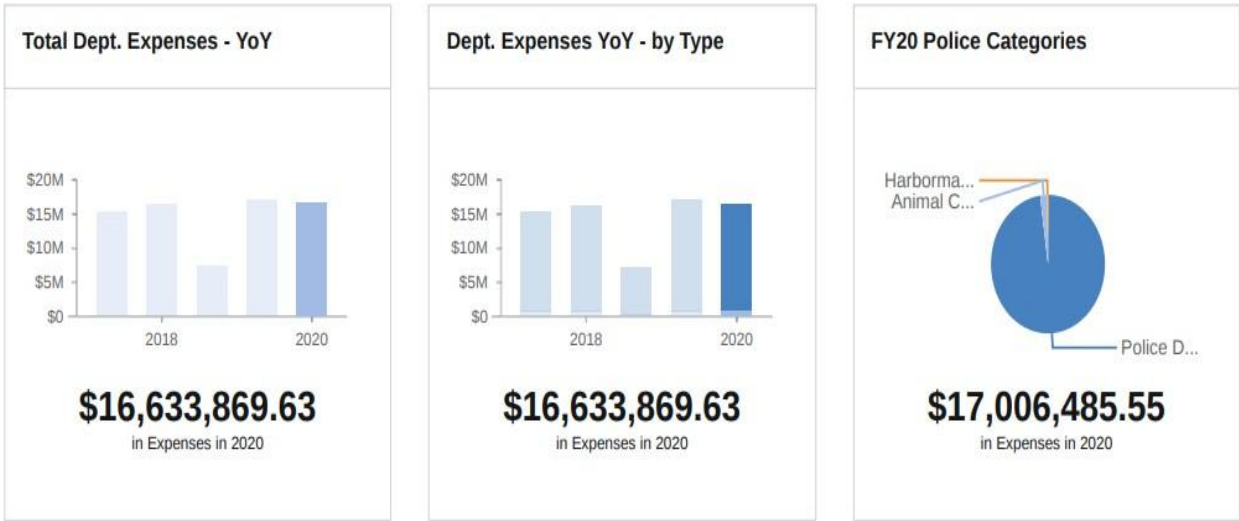 Total Dept. Expenses - YoY
$20M
$15M
$10M
$5M
$0
2018
2020
$16,633,869.63
in Expenses in 2020
Dept. Expenses YoY - by Type
$20M
$15M
$10M
$5M
$0
2018
2020
$16,633,869.63
in Expenses in 2020
FY20 Police Categories
Harborma...
Animal C...
Police D...
$17,006,485.55
in Expenses in 2020